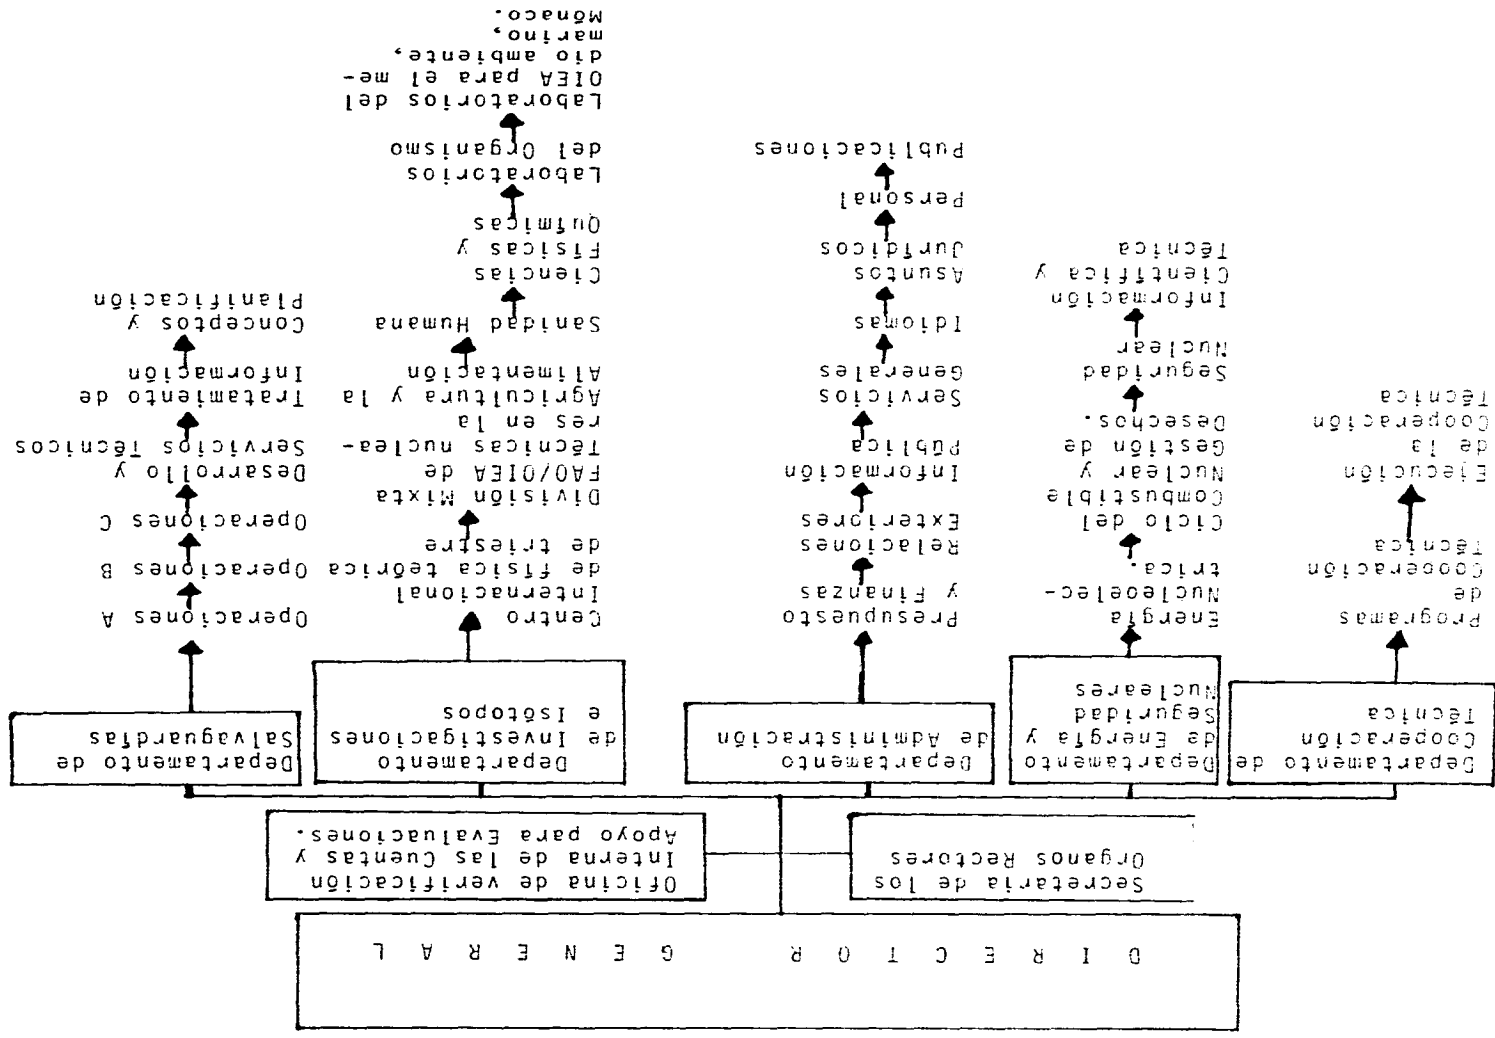 DIRECTOR GENERAL
Secretaria de los
Organos Rectores
Oficina de verificación
Interna de las Cuentas y
Apoyo para Evaluaciones.
Departamento de
Cooperación
Técnica
Programas
de
Cooperación
Técnica
Ejecución
de la
Cooperación
Técnica
Departamento
de Energía y
Seguridad
Nucleares
Energía
Nucleoelec-
trica.
Ciclo del
Combustible
Nuclear y
Gestión de
Desechos.
Seguridad
Nuclear
Información
Científica y
Técnica
Departamento
de Administración
Presupuesto
y Finanzas
Relaciones
Exteriores
Información
Pública
Servicios
Generales
Idiomas
Asuntos
Jurídicos
Personal
Publicaciones
Departamento
de Investigaciones
e Isótopos
Centro
Internacional
de física teórica
de triestre
División Mixta
FAO/OIEA de
Técnicas nuclea-
res en la
Agricultura y la
Alimentación
Sanidad Humana
Ciencias
Físicas y
Químicas
Laboratorios
del Organismo
Laboratorios del
OIEA para el me-
dio ambiente,
marino,
Mónaco.
Departamento de
Salvaguardías
Operaciones A
Operaciones B
Operaciones C
Desarrollo y
Servicios Técnicos
Tratamiento de
Información
Conceptos y
Planificación